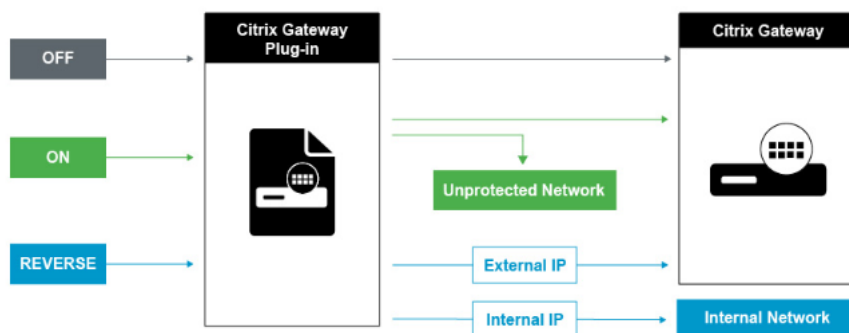 Citrix Gateway
Plug-in
Citrix Gateway
OFF
ON
Unprotected Network
REVERSE
External IP
Internal IP
Internal Network